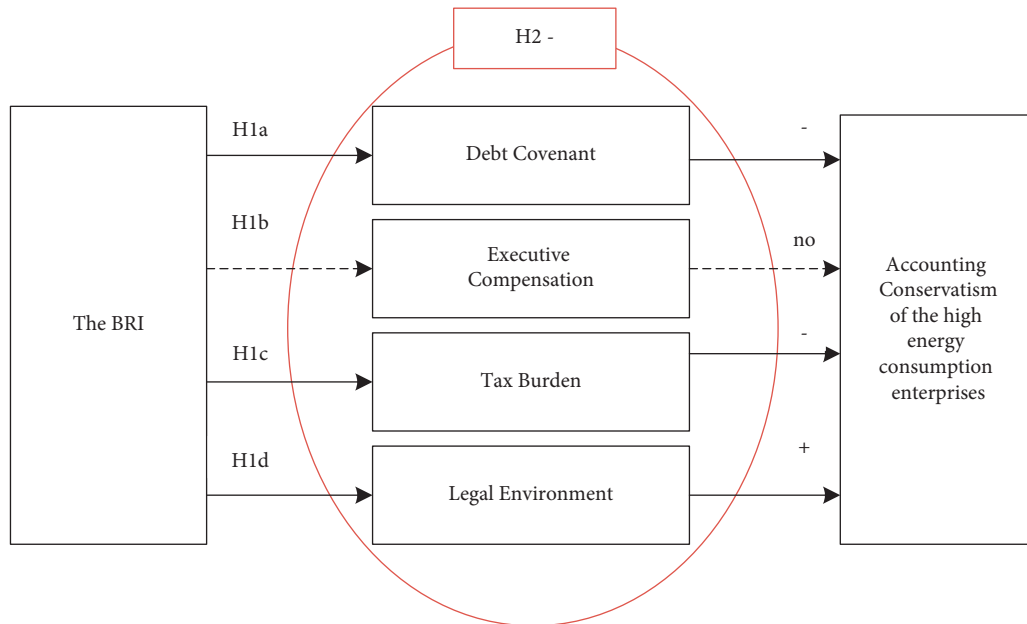 H2 -
H1a
Debt Covenant
-
H1b
Executive
Compensation
no
The BRI
H1c
Tax Burden
-
H1d
Legal Environment
+
Accounting
Conservatism
of the high
energy
consumption
enterprises